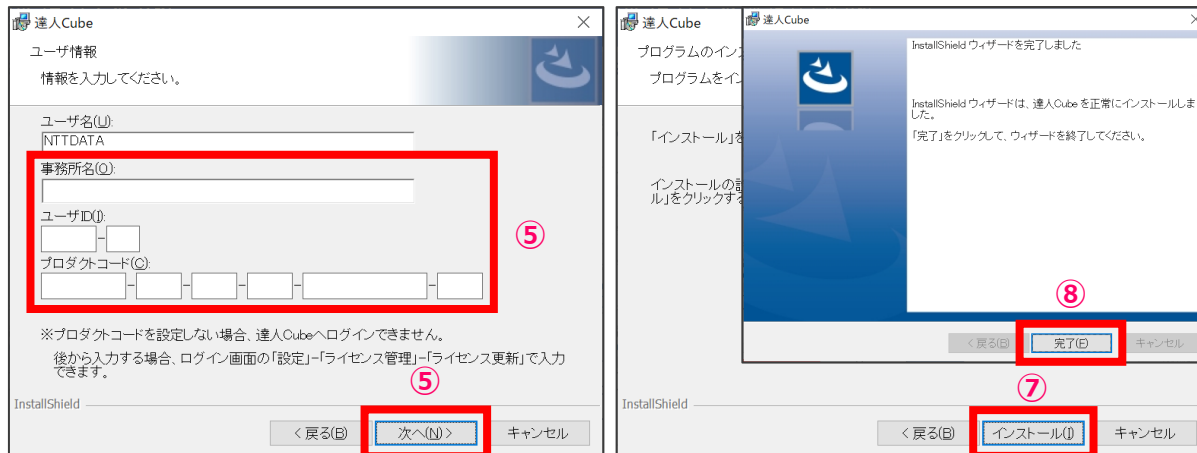 達人Cube
ユーザ情報
情報を入力してください。
ユーザ名(U):
NTTDATA
事務所名(O):
ユーザID(I):
-
プロダクトコード(C):
- - - - -
⑤
※プロダクトコードを設定しない場合、達人Cubeへログインできません。
後から入力する場合、ログイン画面の「設定」-「ライセンス管理」-「ライセンス更新」で入力
できます。
⑤
InstallShield
< 戻る(B)
次へ(N) >
キャンセル
達人Cube
プログラムのイン
プログラムをイン
「インストール」を
インストールの
ル」をクリックす
達人Cube
InstallShield ウィザードを完了しました
InstallShield ウィザードは、達人Cube を正常にインストールしま
した。
「完了」をクリックして、ウィザードを終了してください。
⑧
< 戻る(B)
完了(F)
キャンセル
⑦
InstallShield
< 戻る(B)
インストール(I)
キャンセル